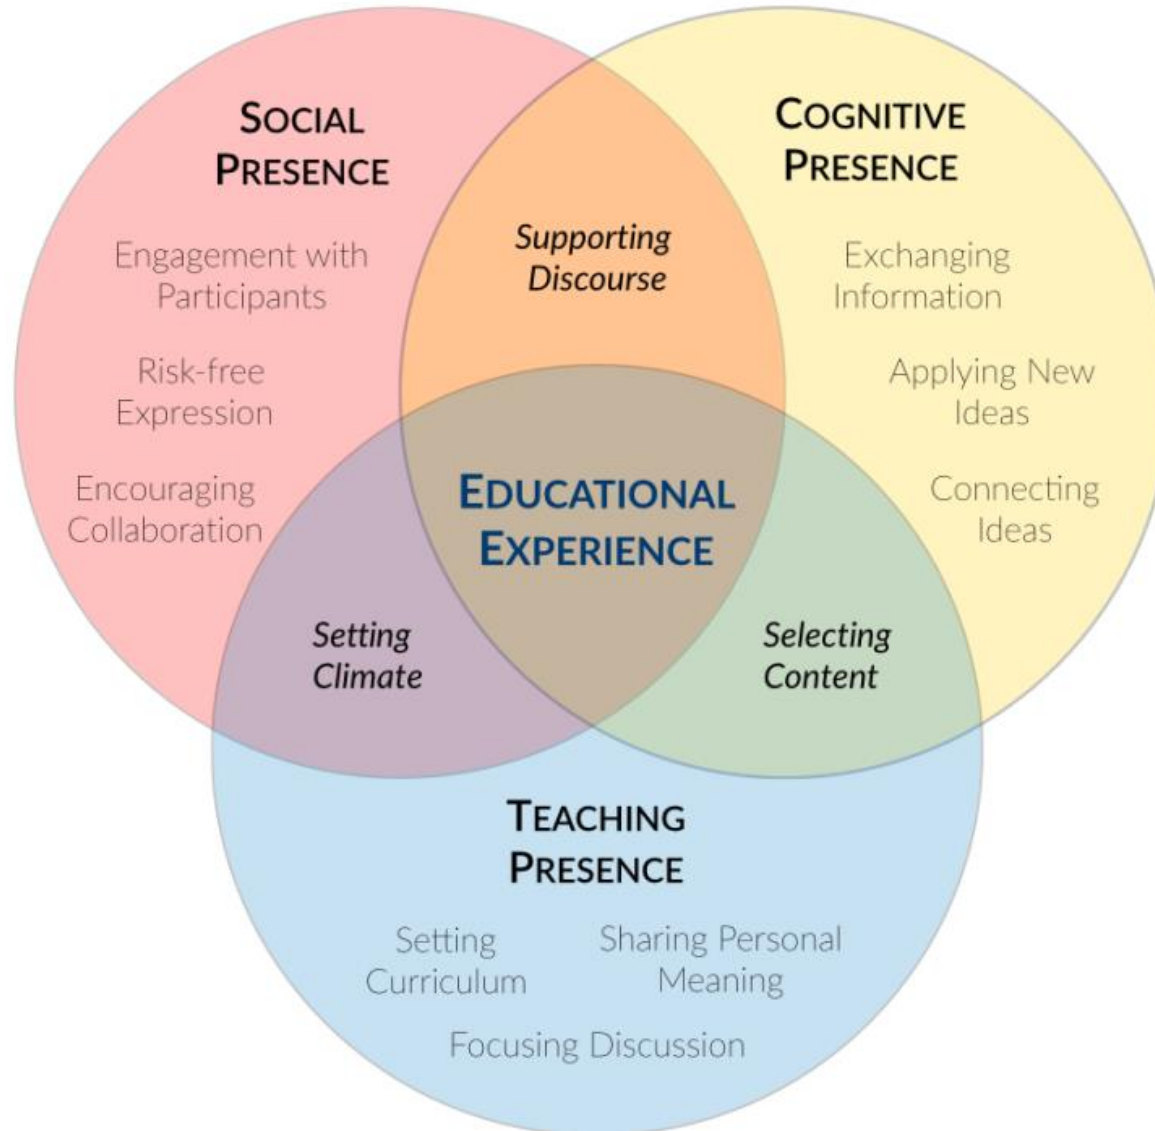 SOCIAL
PRESENCE
Engagement with
Participants
Risk-free
Expression
Encouraging
Collaboration
Supporting
Discourse
COGNITIVE
PRESENCE
Exchanging
Information
Applying New
Ideas
Connecting
Ideas
EDUCATIONAL
EXPERIENCE
Setting
Climate
Selecting
Content
TEACHING
PRESENCE
Setting
Curriculum
Sharing Personal
Meaning
Focusing Discussion